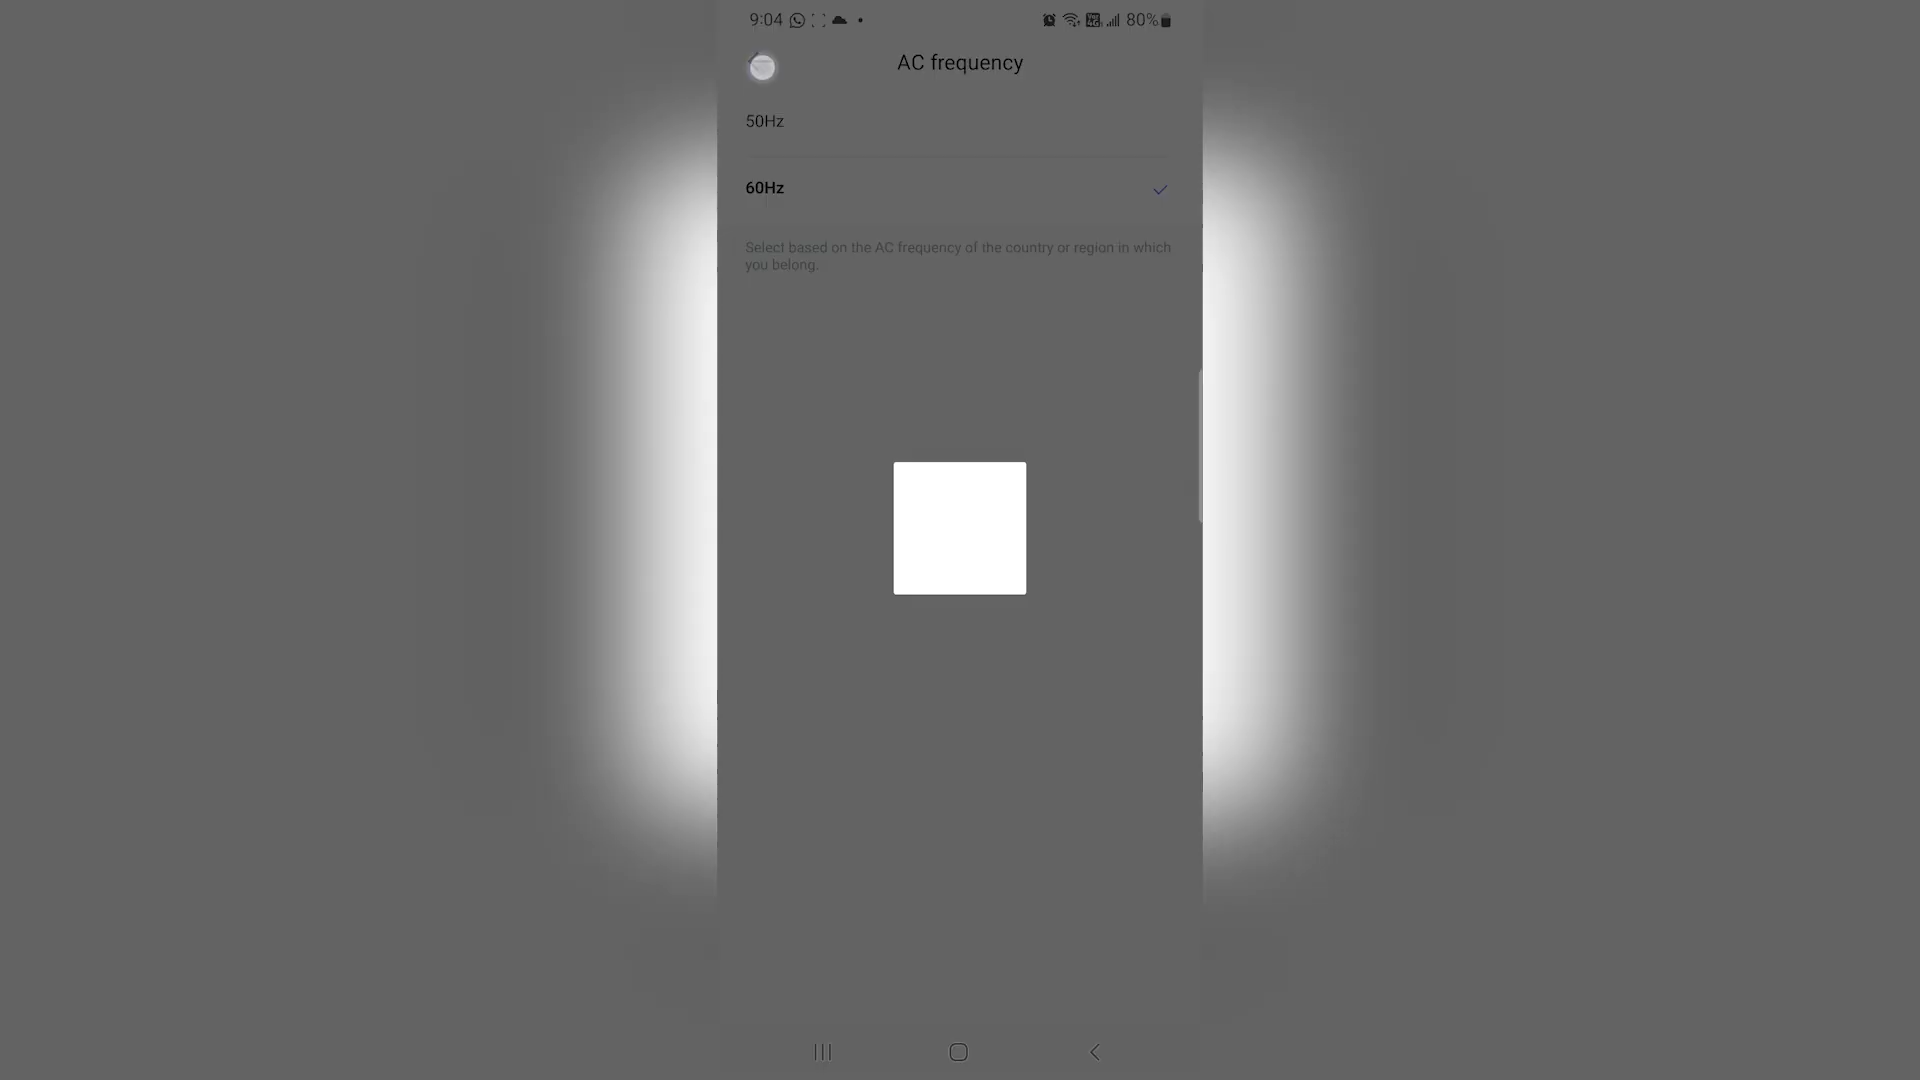 9:04 80%
AC frequency
50Hz
60Hz
Select based on the AC frequency of the country or region in which
you belong.